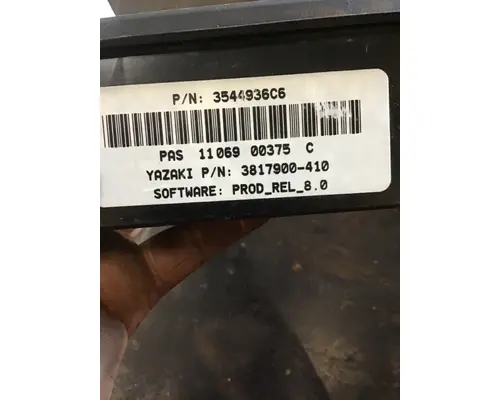 P/N: 3544936C6
PAS 11069 00375 C
YAZAKI P/N: 3817900-410
SOFTWARE: PROD_REL_8.0